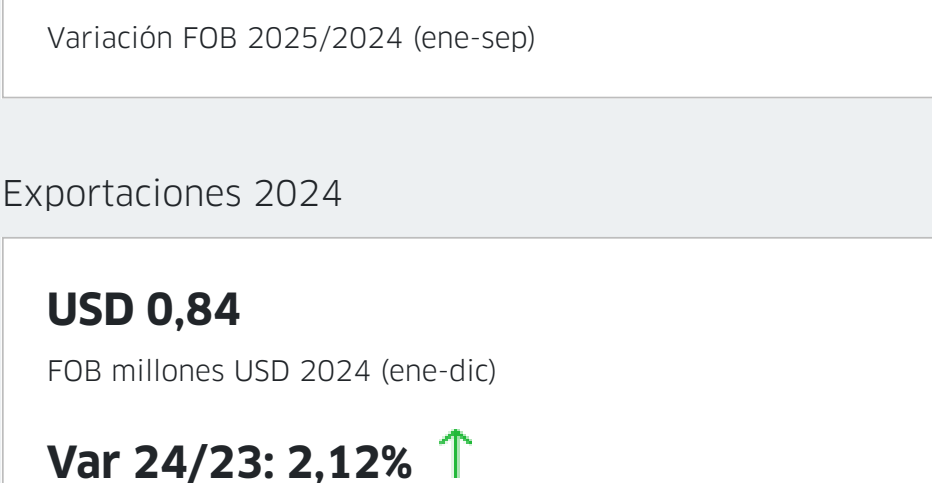 Variación FOB 2025/2024 (ene-sep)
Exportaciones 2024
USD 0,84
FOB millones USD 2024 (ene-dic)
Var 24/23: 2,12%